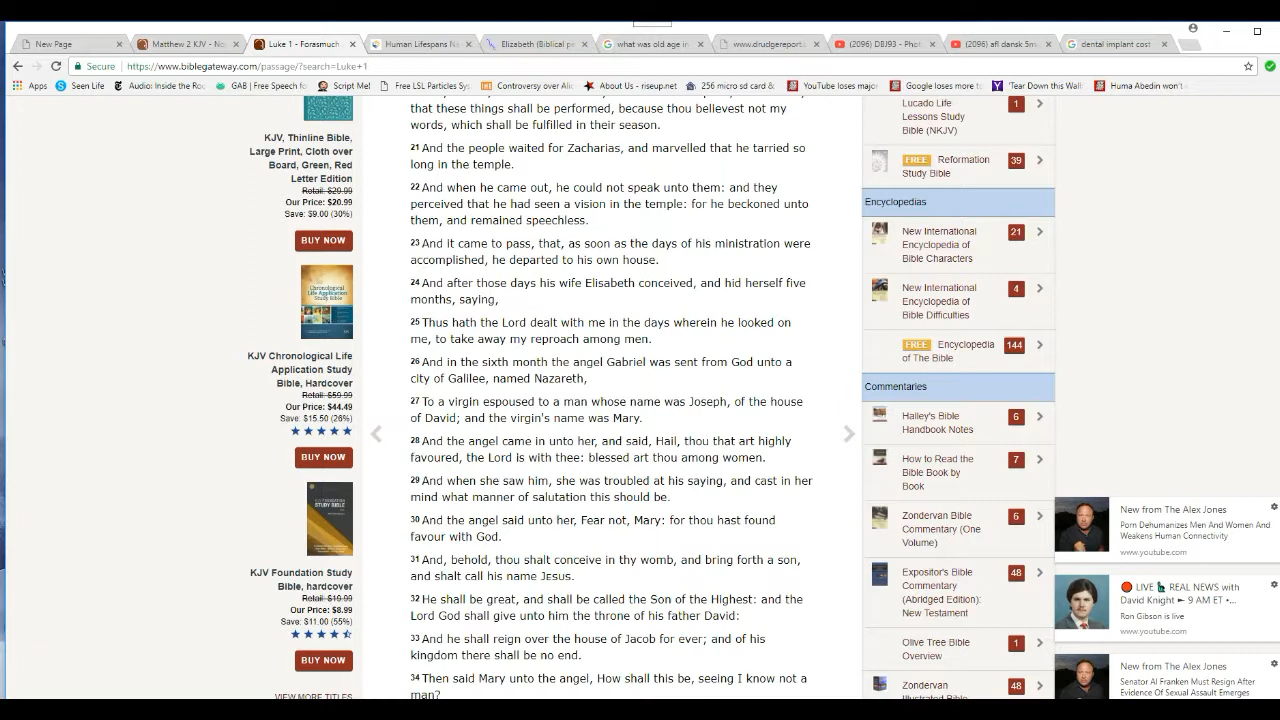 New Page
Matthew 2 KJV - No
Luke 1 - Forasmuch
Human Lifespans Ne
Elizabeth (Biblical pe
what was old age in
www.drudgereport.
(2096) DBJ93 - Phot
(2096) afl dansk Sm
dental implant cost
Secure
https://www.biblegateway.com/passage/?search=Luke+1
Apps
Seen Life
Audio: Inside the Ro
GAB | Free Speech fo
Script Me!
Free LSL Particles Sy
Controversy over Ali
About Us - riseup.net
256 micro sd card &
YouTube loses major
Google loses more t
'Tear Down this Wall
Huma Abedin won't
KJV, Thinline Bible,
Large Print, Cloth over
Board, Green, Red
Letter Edition
Retail: $29.99
Our Price: $20.99
Save: $9.00 (30%)
BUY NOW
KJV Chronological Life
Application Study
Bible, Hardcover
Retail: $59.99
Our Price: $44.49
Save: $15.50 (26%)
BUY NOW
KJV Foundation Study
Bible, hardcover
Retail: $19.99
Our Price: $8.99
Save: $11.00 (55%)
BUY NOW
VIEW MORE TITLES
that these things shall be performed, because thou believest not my
words, which shall be fulfilled in their season.
21 And the people waited for Zacharias, and marvelled that he tarried so
long in the temple.
22 And when he came out, he could not speak unto them: and they
perceived that he had seen a vision in the temple: for he beckoned unto
them, and remained speechless.
23 And it came to pass, that, as soon as the days of his ministration were
accomplished, he departed to his own house.
24 And after those days his wife Elisabeth conceived, and hid herself five
months, saying,
25 Thus hath the Lord dealt with me in the days wherein he looked on
me, to take away my reproach among men.
26 And in the sixth month the angel Gabriel was sent from God unto a
city of Galilee, named Nazareth,
27 To a virgin espoused to a man whose name was Joseph, of the house
of David; and the virgin's name was Mary.
28 And the angel came in unto her, and said, Hail, thou that art highly
favoured, the Lord is with thee: blessed art thou among women.
29 And when she saw him, she was troubled at his saying, and cast in her
mind what manner of salutation this should be.
30 And the angel said unto her, Fear not, Mary: for thou hast found
favour with God.
31 And, behold, thou shalt conceive in thy womb, and bring forth a son,
and shalt call his name Jesus.
32 He shall be great, and shall be called the Son of the Highest: and the
Lord God shall give unto him the throne of his father David:
33 And he shall reign over the house of Jacob for ever; and of his
kingdom there shall be no end.
34 Then said Mary unto the angel, How shall this be, seeing I know not a
man?
Lucado Life
Lessons Study
Bible (NKJV)
1
FREE Reformation
Study Bible
39
Encyclopedias
New International
Encyclopedia of
Bible Characters
21
New International
Encyclopedia of
Bible Difficulties
4
FREE Encyclopedia
of The Bible
144
Commentaries
Halley's Bible
Handbook Notes
6
How to Read the
Bible Book by
Book
7
Zondervan Bible
Commentary (One
Volume)
6
Expositor's Bible
Commentary
(Abridged Edition):
New Testament
48
Olive Tree Bible
Overview
1
Zondervan
48
New from The Alex Jones
Porn Dehumanizes Men And Women And
Weakens Human Connectivity
www.youtube.com
LIVE REAL NEWS with
David Knight ► 9 AM ET •...
Ron Gibson is live
www.youtube.com
New from The Alex Jones
Senator Al Franken Must Resign After
Evidence Of Sexual Assault Emerges